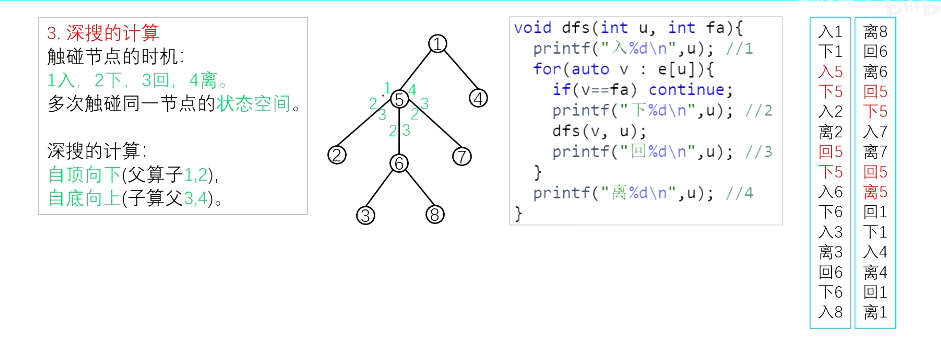 3. 深搜的计算
触碰节点的时机：
1入，2下，3回，4离。
多次触碰同一节点的状态空间。
深搜的计算：
自顶向下(父算子1,2)，
自底向上(子算父3,4)。
1
5
4
2
6
7
3
8
1
4
2
3
3
2
2
3
void dfs(int u, int fa){
printf("入%d\n",u); //1
for(auto v : e[u]){
if(v==fa) continue;
printf("下%d\n",u); //2
dfs(v, u);
printf("回%d\n",u); //3
}
printf("离%d\n",u); //4
}
入1
下1
入5
下5
入2
离2
回5
下5
入6
下6
入3
离3
回6
下6
入8
离8
回6
离6
回5
下5
入7
离7
回5
离5
回1
下1
入4
离4
回1
离1